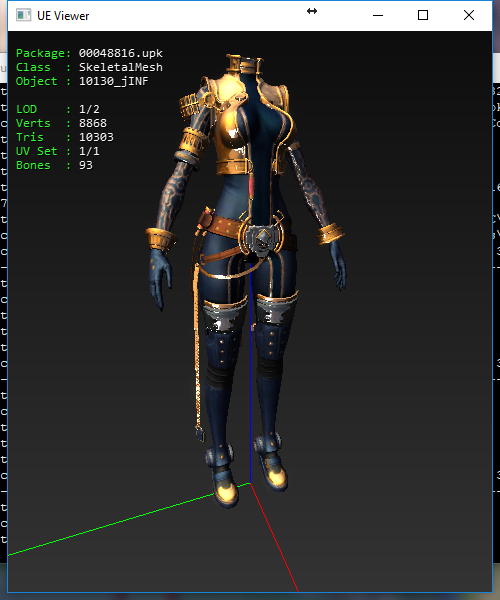 UE Viewer
Package: 00048816.upk
Class : SkeletalMesh
Object : 10130_jINF
LOD : 1/2
Verts : 8868
Tris : 10303
UV Set : 1/1
Bones : 93